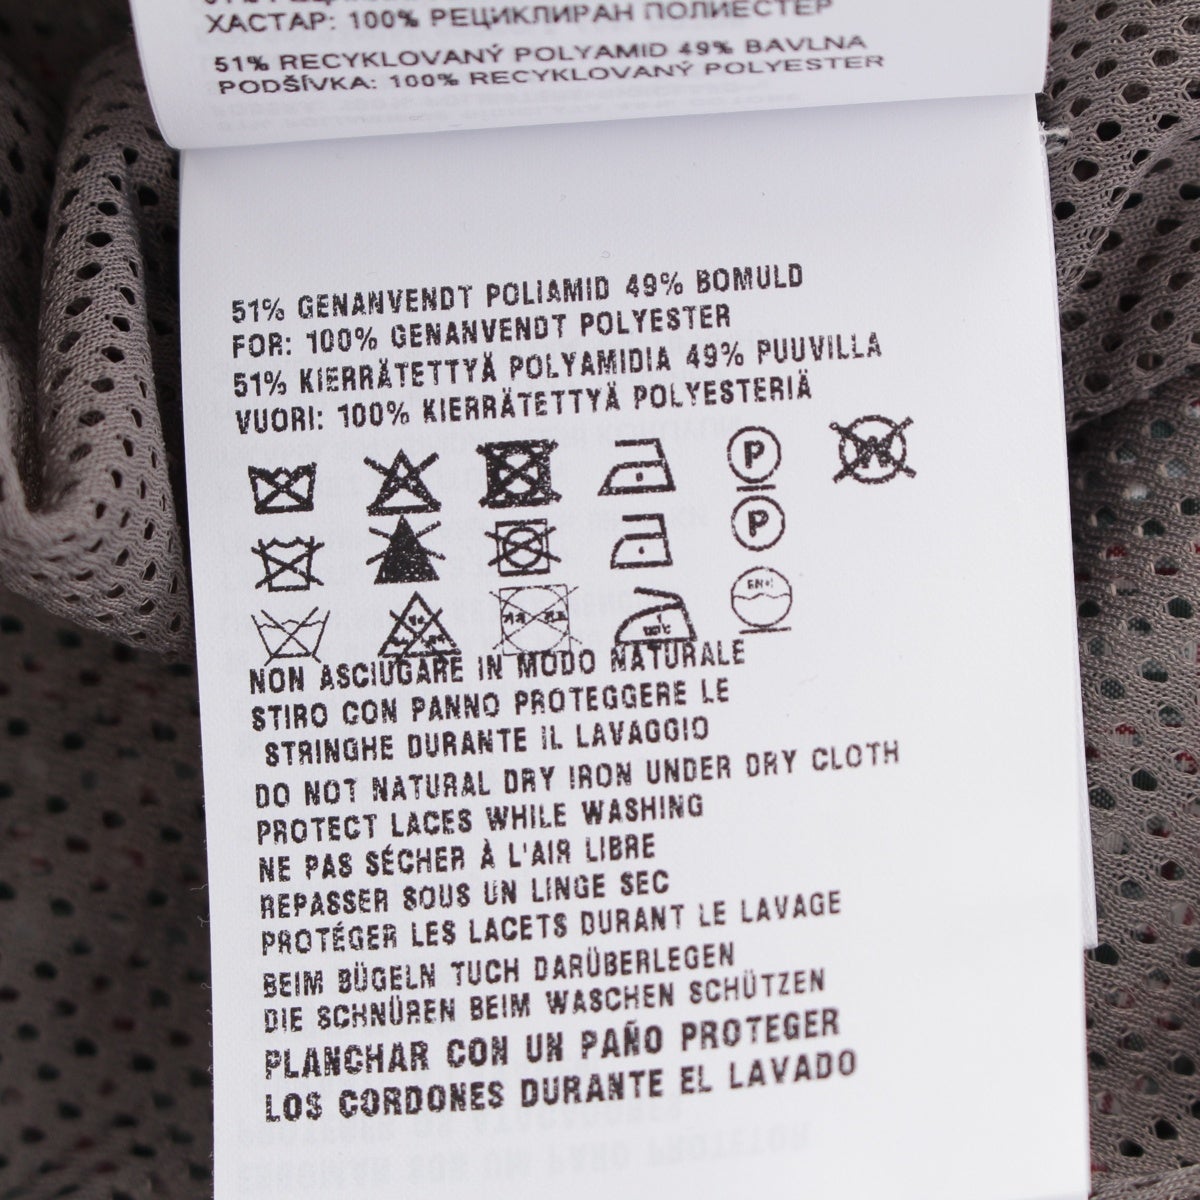 ХАСТАР: 100% РЕЦИКЛИРАН ПОЛИЕСТЕР
51% RECYKLOVANÝ POLYAMID 49% BAVLNA
PODŠÍVKA: 100% RECYKLOVANÝ POLYESTER
51% GENANVENDT POLIAMID 49% BOMULD
FOR: 100% GENANVENDT POLYESTER
51% KIERRÄTETTYÄ POLYAMIDIA 49% PUUVILLA
VUORI: 100% KIERRÄTETTYÄ POLYESTERIÄ
P W
P
NON ASCIUGARE IN MODO NATURALE
STIRO CON PANNO PROTEGGERE LE
STRINGHE DURANTE IL LAVAGGIO
DO NOT NATURAL DRY IRON UNDER DRY CLOTH
PROTECT LACES WHILE WASHING
NE PAS SÉCHER À L'AIR LIBRE
REPASSER SOUS UN LINGE SEC
PROTÉGER LES LACETS DURANT LE LAVAGE
BEIM BÜGELN TUCH DARÜBERLEGEN
DIE SCHNÜREN BEIM WASCHEN SCHÜTZEN
PLANCHAR CON UN PAÑO PROTEGER
LOS CORDONES DURANTE EL LAVADO